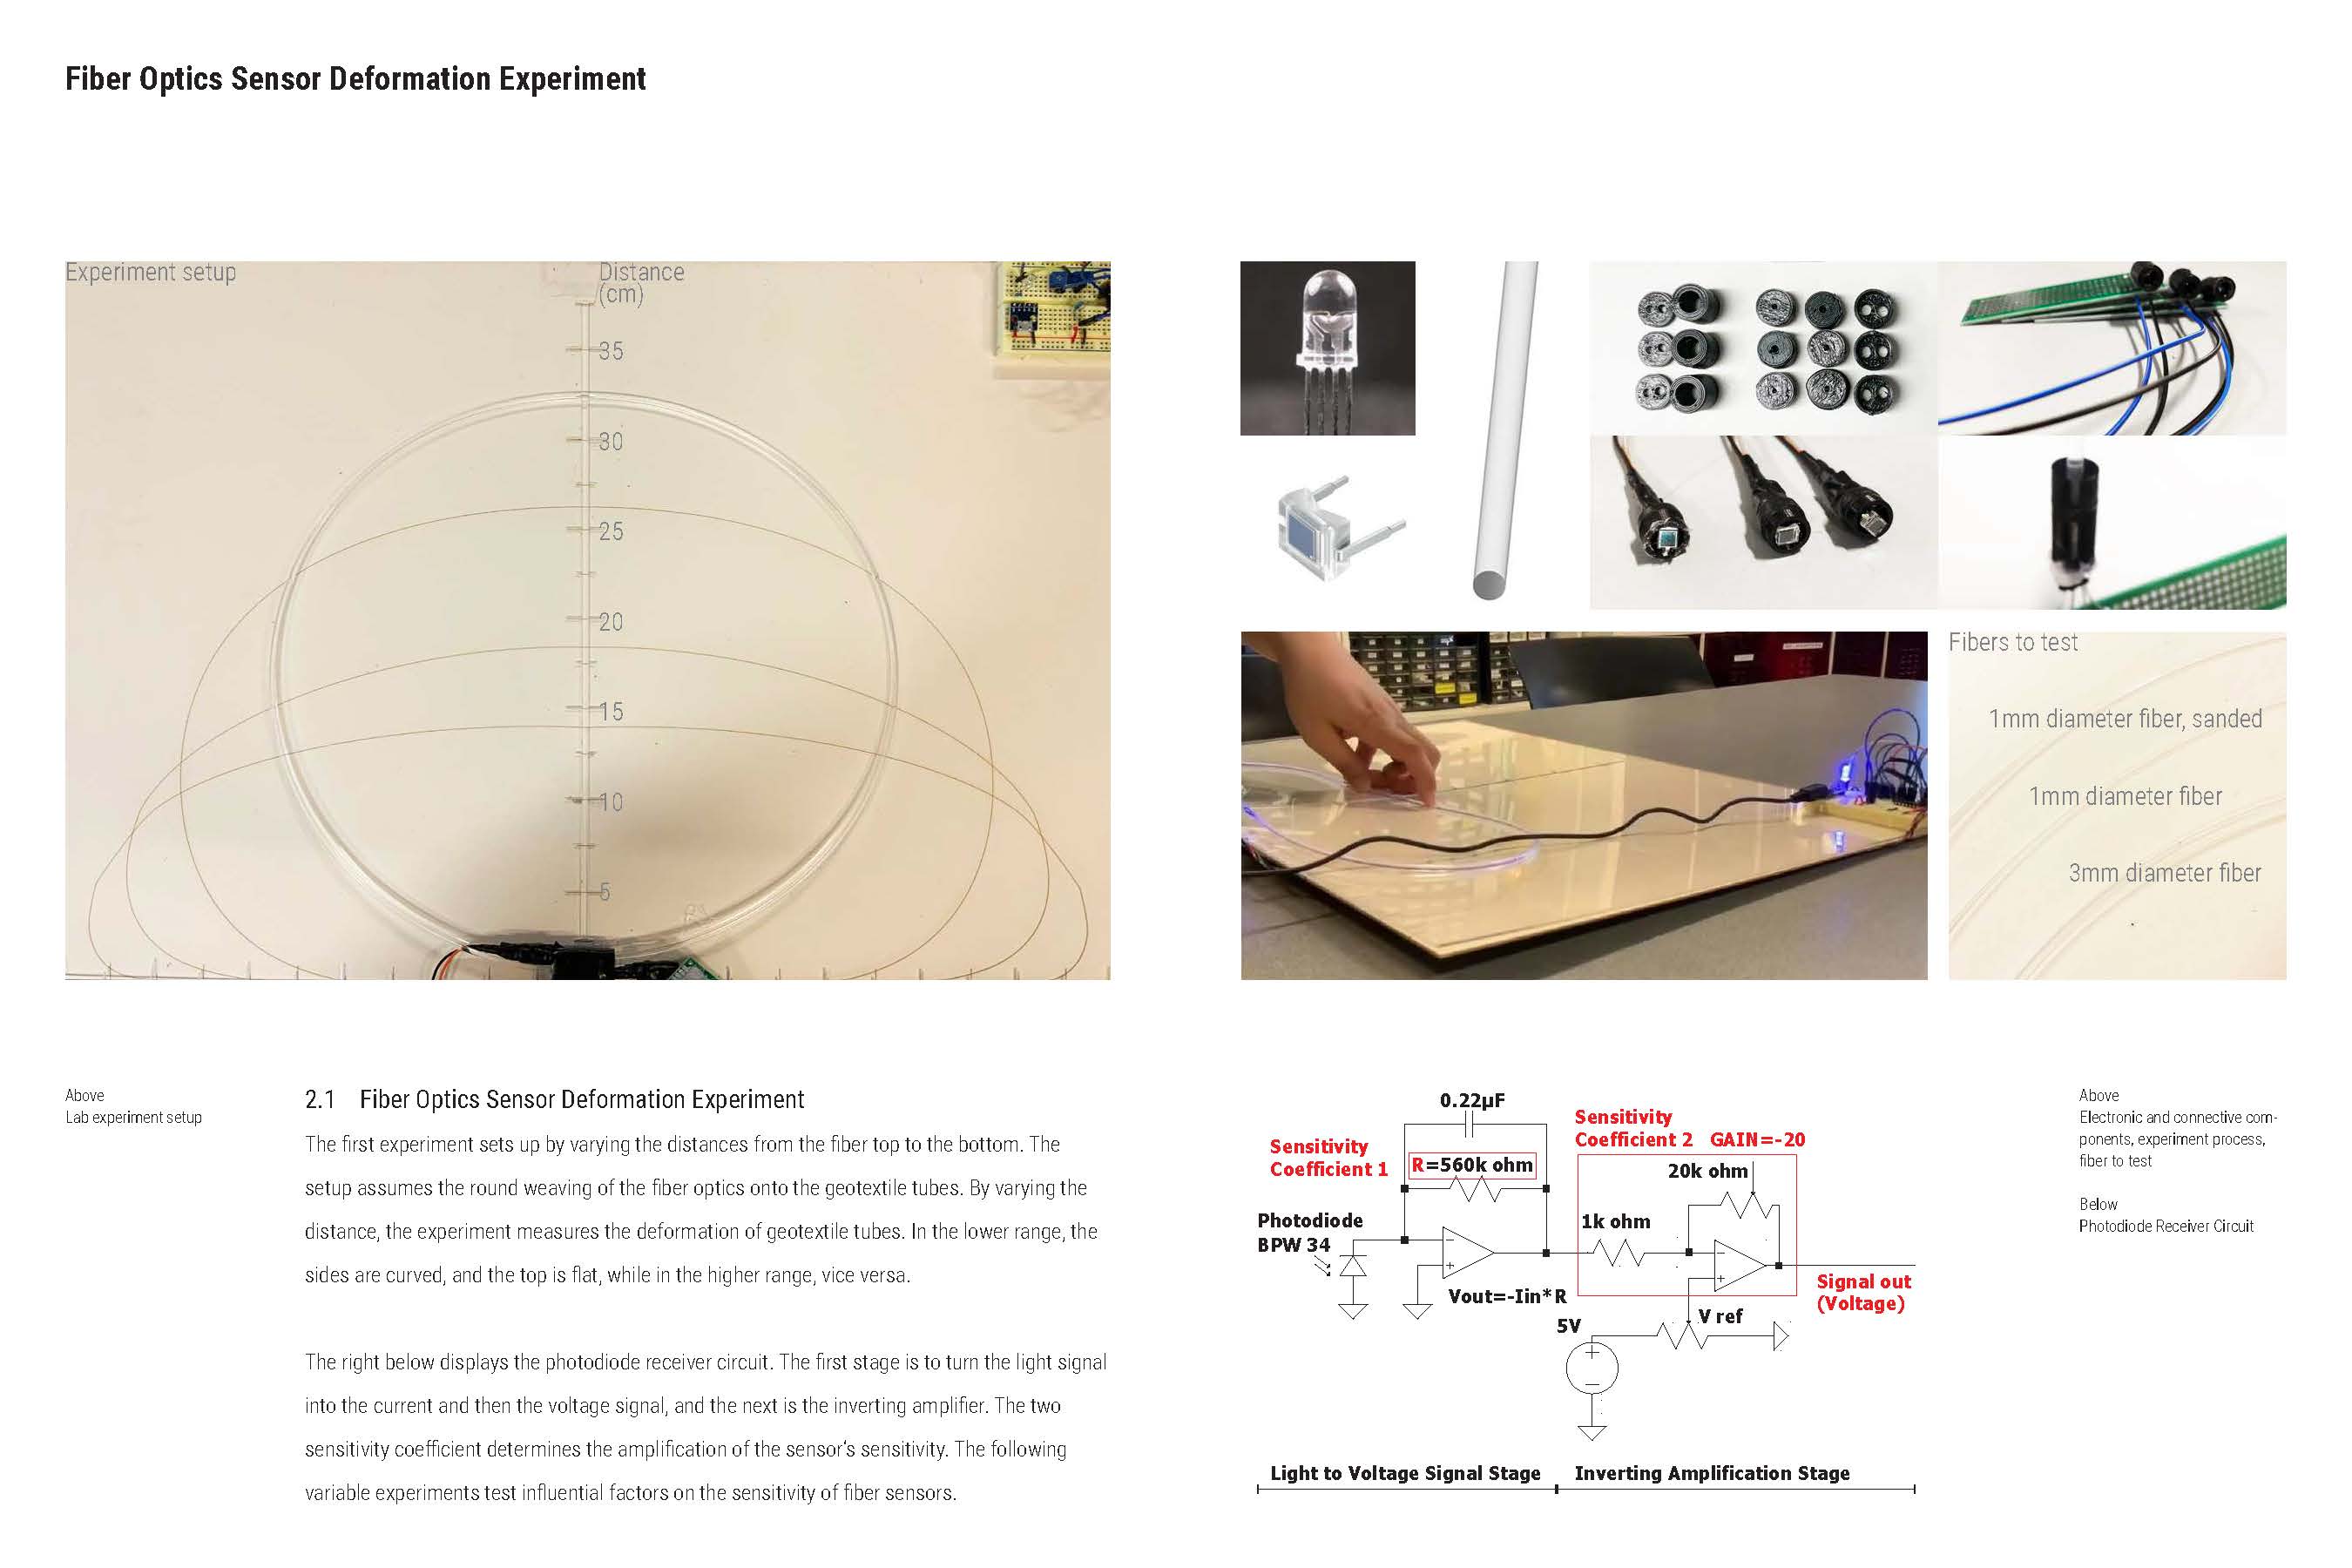 Fiber Optics Sensor Deformation Experiment
Experiment setup
Distance
(cm)
35
30
25
20
15
10
5
Fibers to test
1mm diameter fiber, sanded
1mm diameter fiber
3mm diameter fiber
Above
Lab experiment setup
2.1 Fiber Optics Sensor Deformation Experiment
The first experiment sets up by varying the distances from the fiber top to the bottom. The
setup assumes the round weaving of the fiber optics onto the geotextile tubes. By varying the
distance, the experiment measures the deformation of geotextile tubes. In the lower range, the
sides are curved, and the top is flat, while in the higher range, vice versa.
The right below displays the photodiode receiver circuit. The first stage is to turn the light signal
into the current and then the voltage signal, and the next is the inverting amplifier. The two
sensitivity coefficient determines the amplification of the sensor's sensitivity. The following
variable experiments test influential factors on the sensitivity of fiber sensors.
0.22µF
Sensitivity
Coefficient 1
R=560k ohm
Sensitivity
Coefficient 2 GAIN=-20
20k ohm
Photodiode
BPW 34
1k ohm
Vout=-Iin*R
Signal out
(Voltage)
V ref
5V
Light to Voltage Signal Stage
Inverting Amplification Stage
Above
Electronic and connective com-
ponents, experiment process,
fiber to test
Below
Photodiode Receiver Circuit